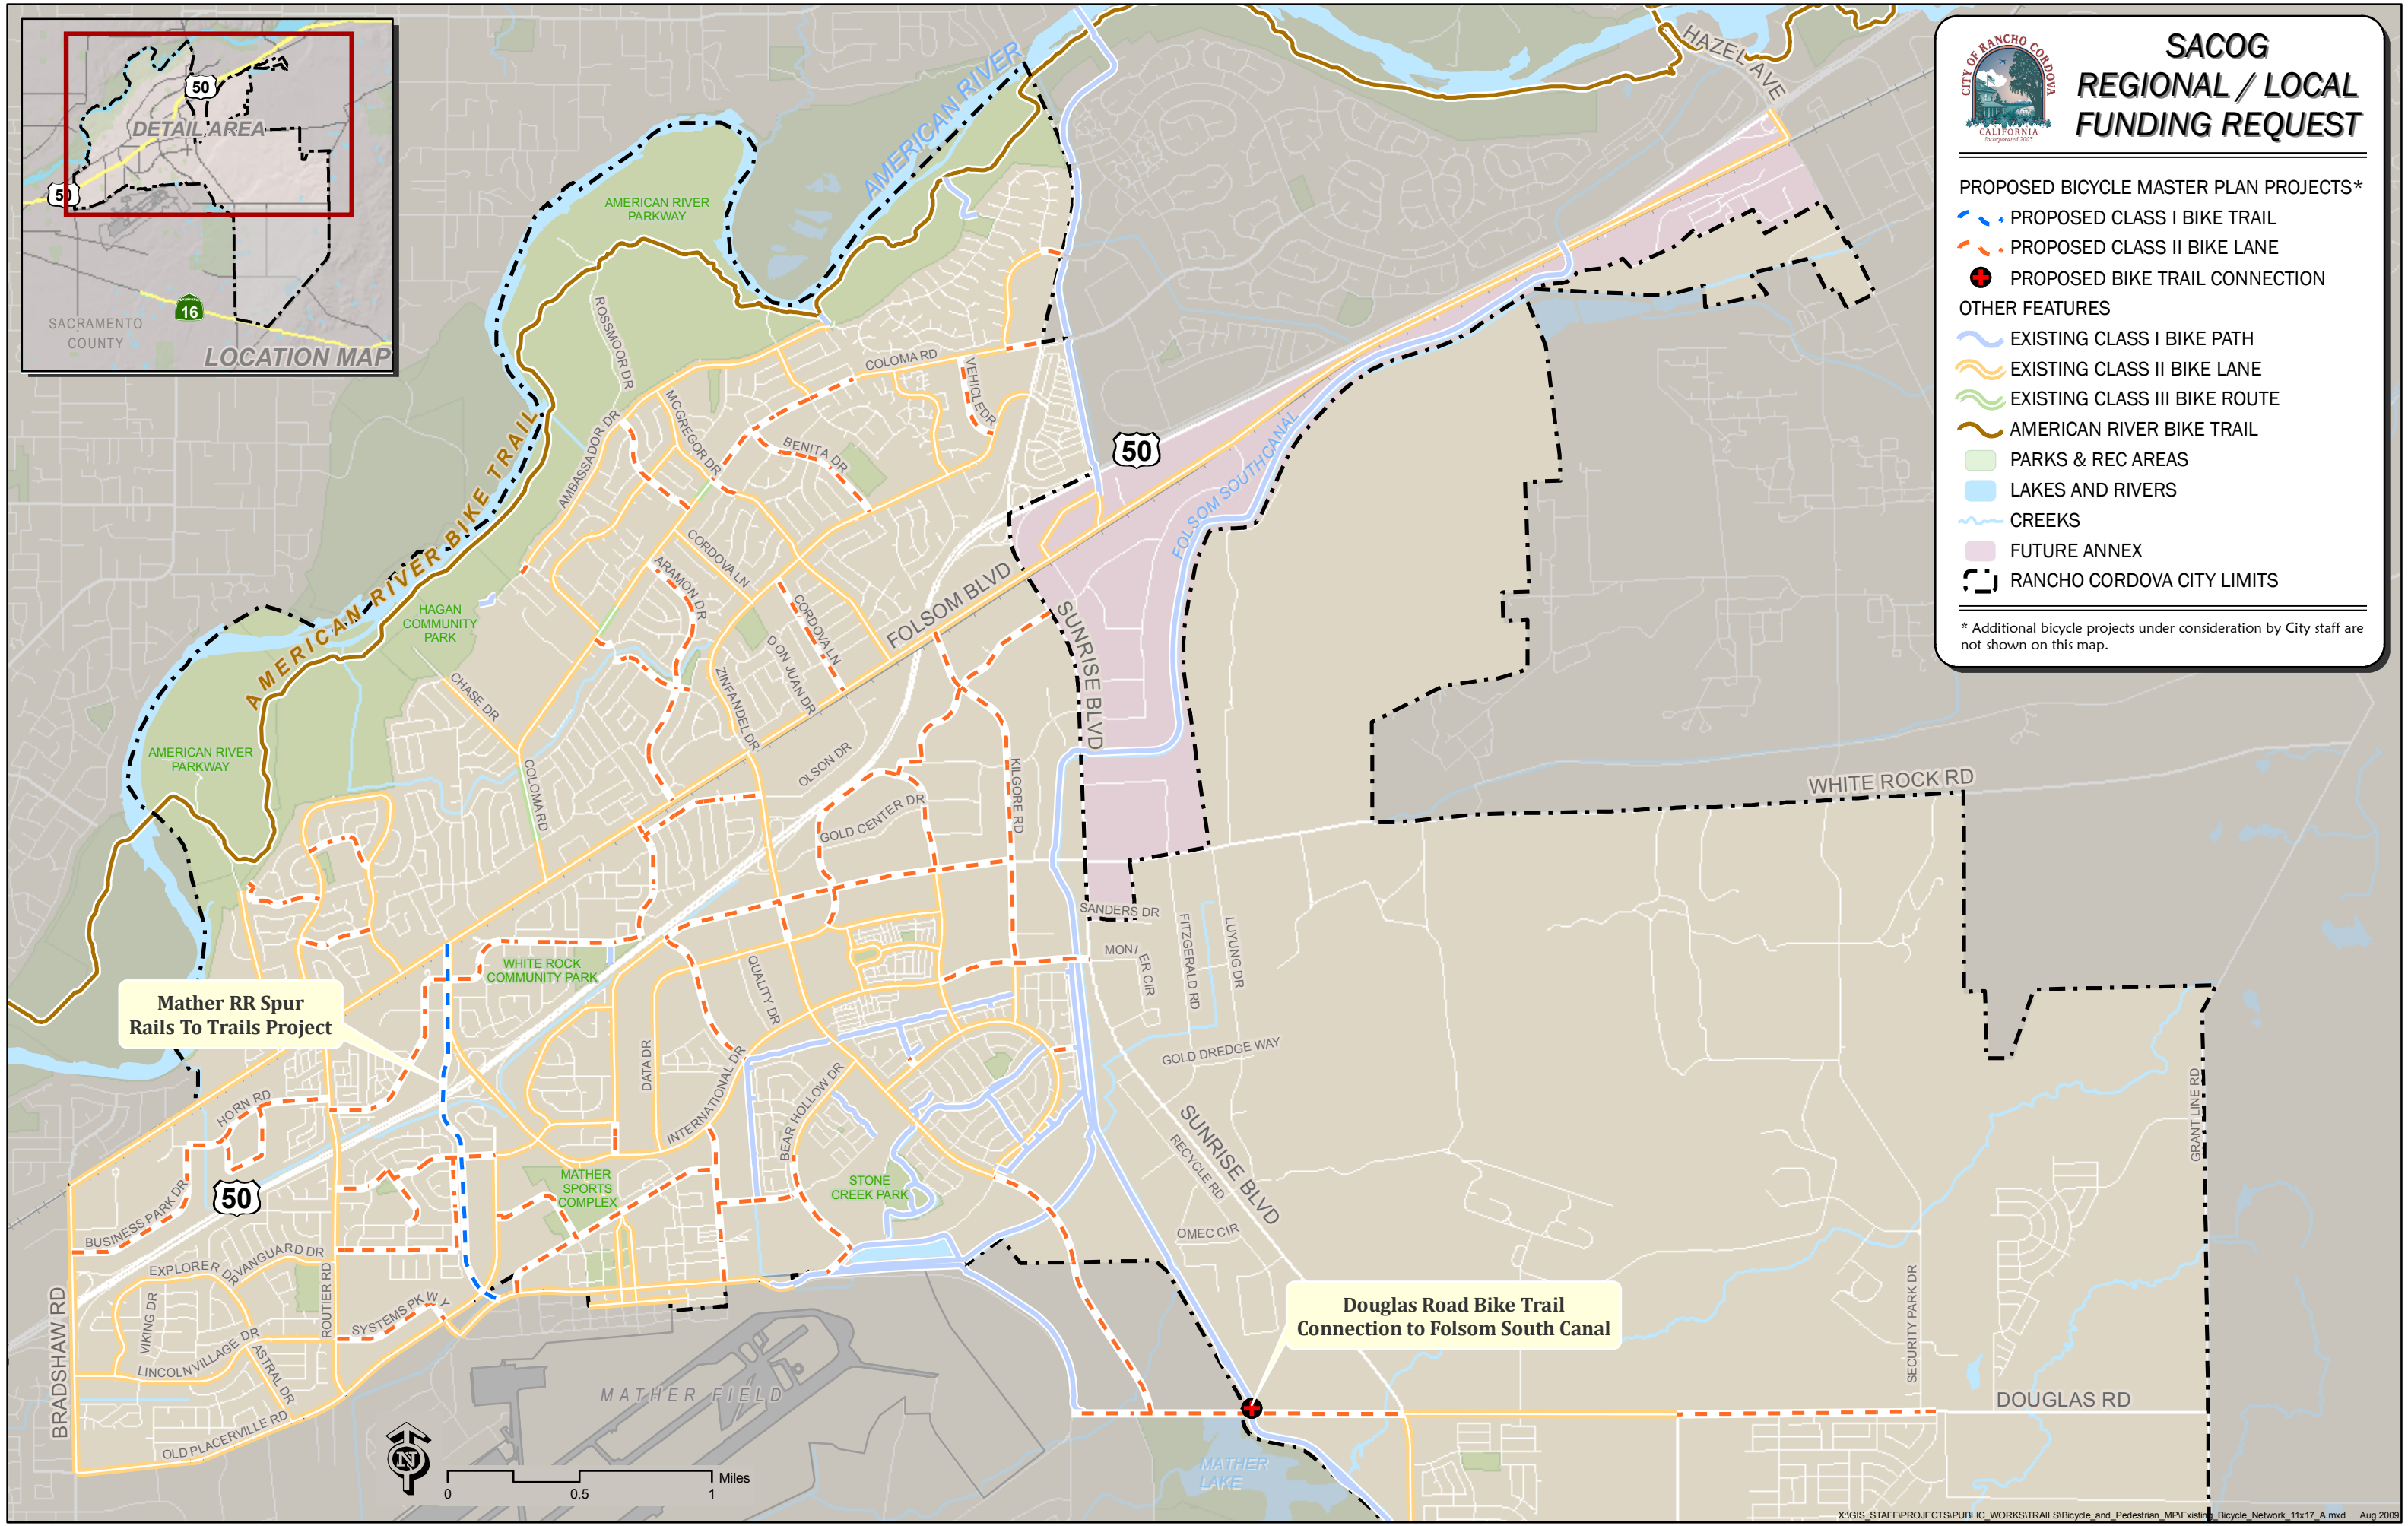 50
DETAIL AREA
50
16
SACRAMENTO
COUNTY
LOCATION MAP
CITY OF RANCHO CORDOVA
CALIFORNIA
Incorporated 2003
SACOG
REGIONAL / LOCAL
FUNDING REQUEST
PROPOSED BICYCLE MASTER PLAN PROJECTS*
PROPOSED CLASS I BIKE TRAIL
PROPOSED CLASS II BIKE LANE
PROPOSED BIKE TRAIL CONNECTION
OTHER FEATURES
EXISTING CLASS I BIKE PATH
EXISTING CLASS II BIKE LANE
EXISTING CLASS III BIKE ROUTE
AMERICAN RIVER BIKE TRAIL
PARKS & REC AREAS
LAKES AND RIVERS
CREEKS
FUTURE ANNEX
RANCHO CORDOVA CITY LIMITS
* Additional bicycle projects under consideration by City staff are
not shown on this map.
HAZEL AVE
AMERICAN RIVER
AMERICAN RIVER
PARKWAY
ROSSMOOR DR
COLOMA RD
VEHICLE DR
MCGREGOR DR
AMBASSADOR DR
BENITA DR
50
FOLSOM SOUTH CANAL
AMERICAN RIVER BIKE TRAIL
CORDOVA LN
ARAMON DR
CORDOVA LN
FOLSOM BLVD
HAGAN
COMMUNITY
PARK
SUNRISE BLVD
DON JUAN DR
ZINFANDEL DR
CHASE DR
AMERICAN RIVER
PARKWAY
OLSON DR
COLOMA RD
KILGORE RD
GOLD CENTER DR
WHITE ROCK RD
SANDERS DR
FITZGERALD RD
LUYUNG DR
MONIER CIR
WHITE ROCK
COMMUNITY PARK
QUALITY DR
Mather RR Spur
Rails To Trails Project
DATA DR
INTERNATIONAL DR
BEAR HOLLOW DR
GOLD DREDGE WAY
HORN RD
SUNRISE BLVD
RECYCLE RD
GRANT LINE RD
MATHER
SPORTS
COMPLEX
STONE
CREEK PARK
50
BUSINESS PARK DR
OMEC CIR
EXPLORER DR
VANGUARD DR
VIKING DR
ROUTIER RD
SYSTEMS PKWY
LINCOLN VILLAGE DR
ASTRAL DR
BRADSHAW RD
OLD PLACERVILLE RD
Douglas Road Bike Trail
Connection to Folsom South Canal
SECURITY PARK DR
DOUGLAS RD
MATHER FIELD
MATHER
LAKE
N
0 0.5 1 Miles
X:\GIS_STAFF\PROJECTS\PUBLIC_WORKS\TRAILS\Bicycle_and_Pedestrian_MP\Existing_Bicycle_Network_11x17_A.mxd Aug 2009